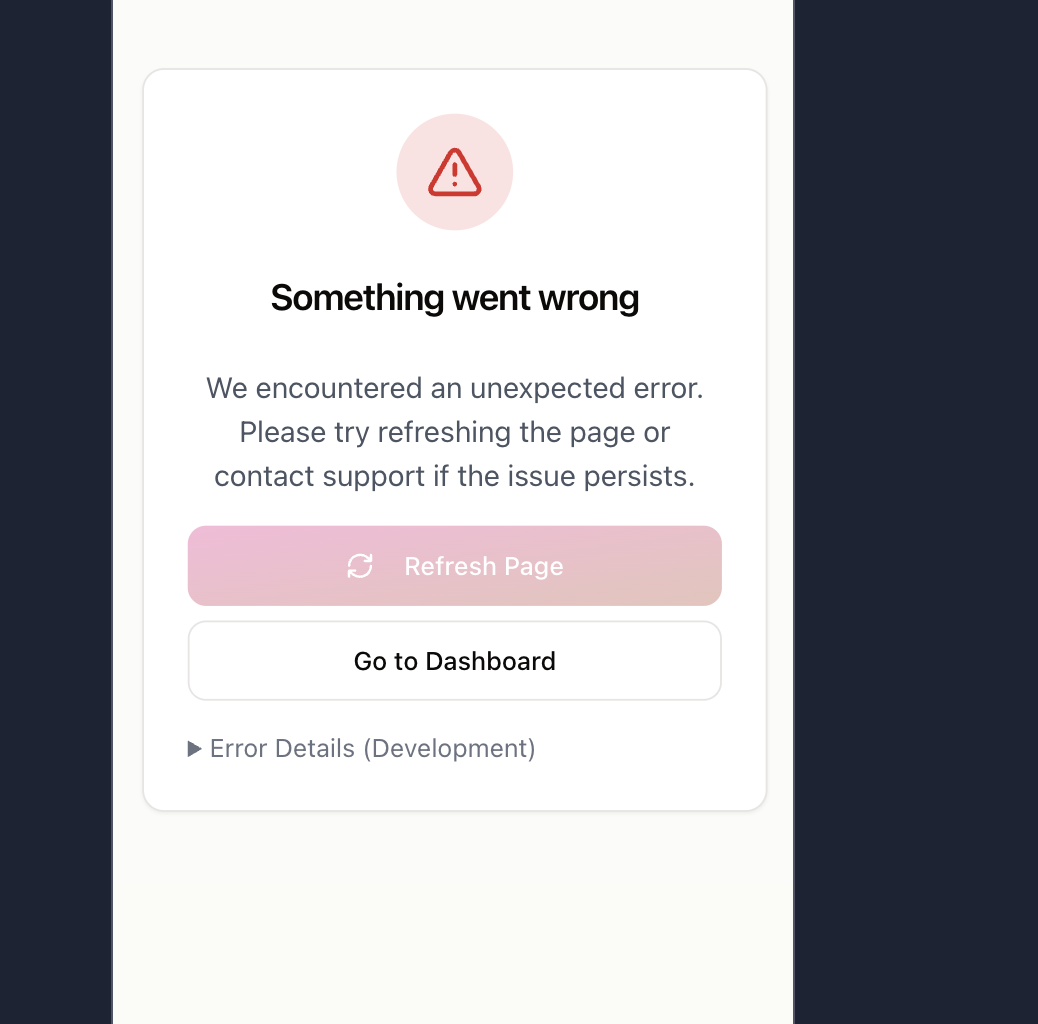 Something went wrong
We encountered an unexpected error.
Please try refreshing the page or
contact support if the issue persists.
Refresh Page
Go to Dashboard
Error Details (Development)